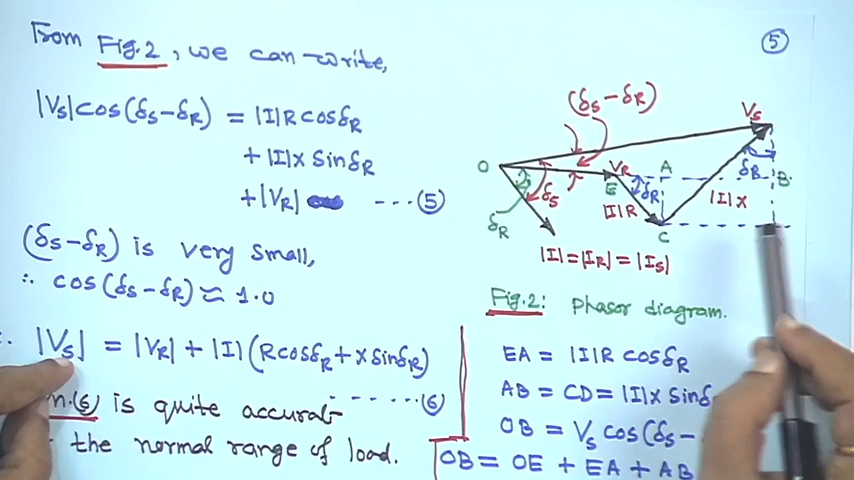 From Fig.2, we can write,
|Vs|cos(δs-δR) = |I|R cosδR
+ |I|X sinδR
+ |VR| ---(5)
(δs-δR) is very small,
∴ cos(δs-δR) ≈ 1.0
|Vs| = |VR| + |I|(RcosδR + X sinδR)
-----(6)
(6) is quite
the normal range of load.
5
(δs-δR)
Vs
O
VR
A
B
E
δs
δR
δR
δR
|I|R
|I|X
C
|I| = |IR| = |Is|
Fig.2: Phasor diagram.
EA = |I|R cosδR
AB = CD = |I|X sinδ
OB = Vs cos(δs-
OB = OE + EA + AB